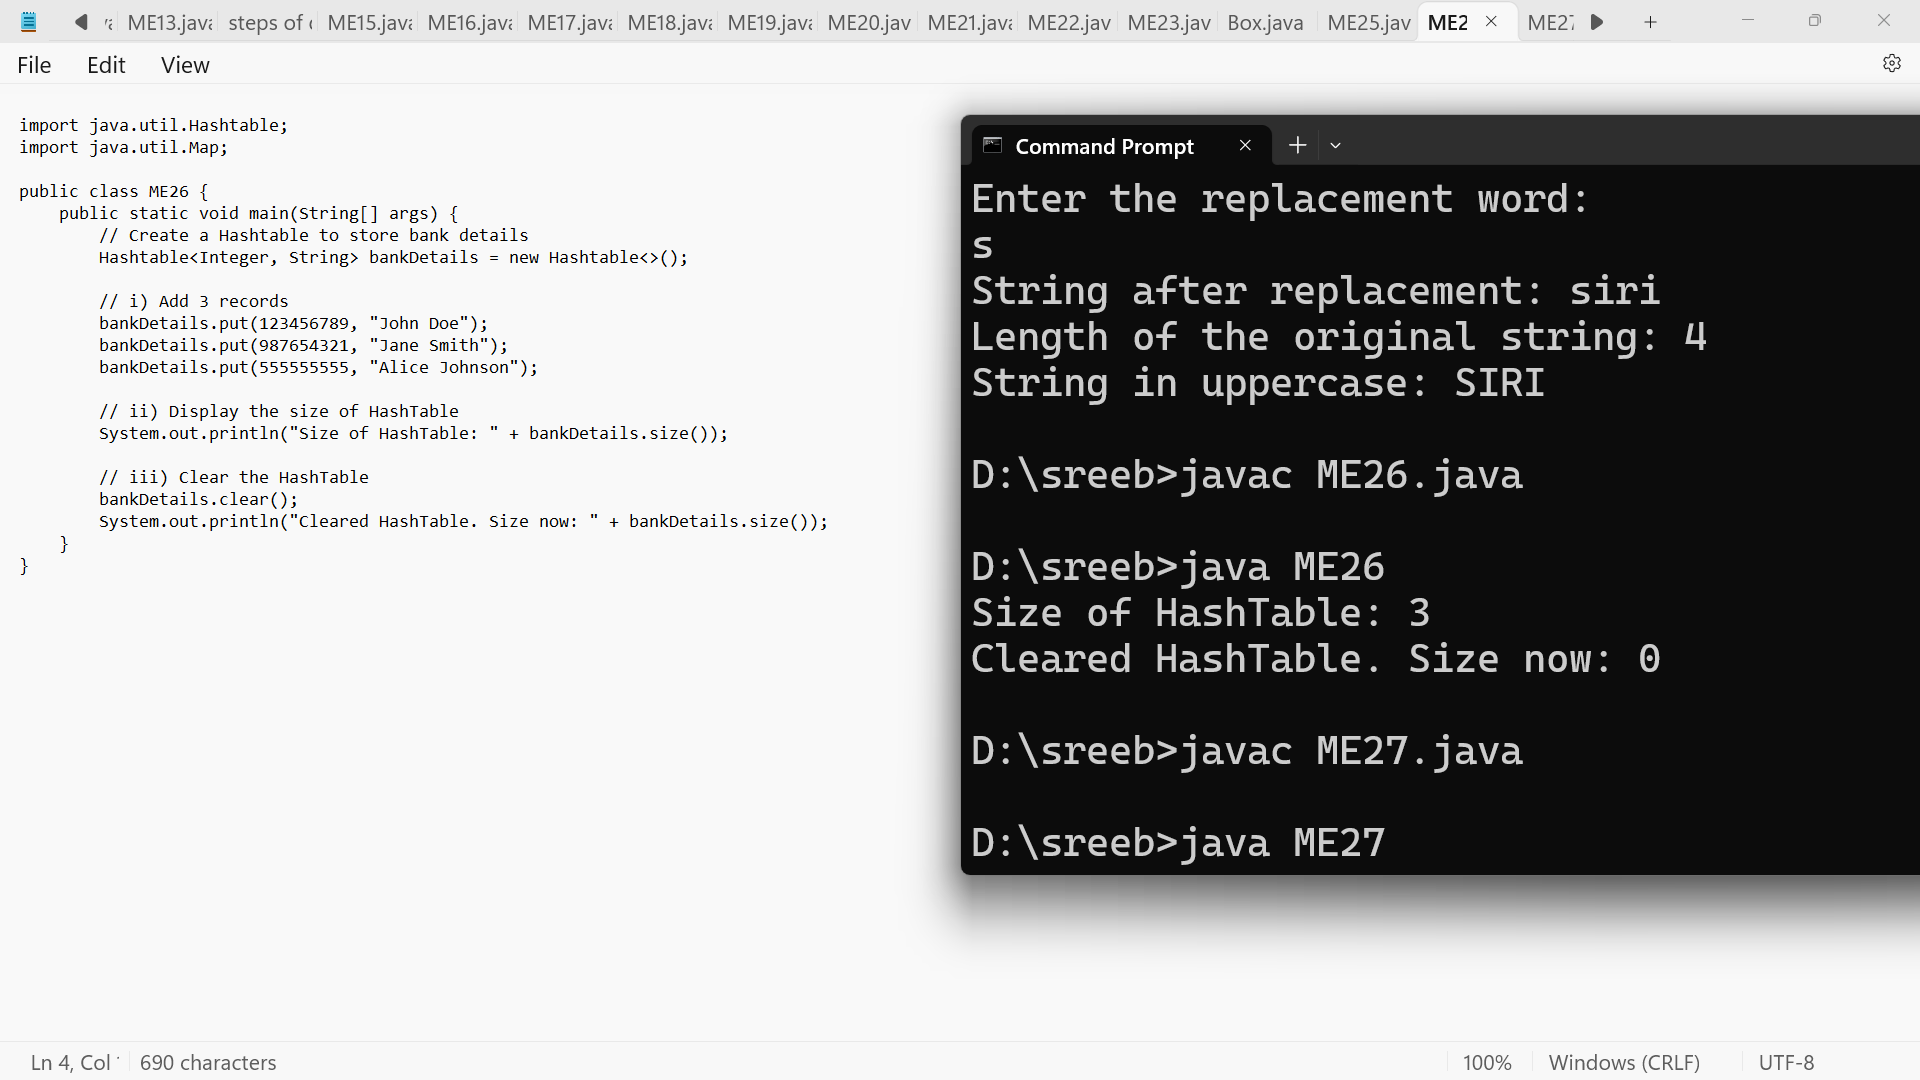 ME13.java steps of ME15.java ME16.java ME17.java ME18.java ME19.java ME20.jav ME21.java ME22.jav ME23.jav Box.java ME25.jav ME2 ME27
File Edit View
import java.util.Hashtable;
import java.util.Map;
public class ME26 {
public static void main(String[] args) {
// Create a Hashtable to store bank details
Hashtable<Integer, String> bankDetails = new Hashtable<>();
// i) Add 3 records
bankDetails.put(123456789, "John Doe");
bankDetails.put(987654321, "Jane Smith");
bankDetails.put(555555555, "Alice Johnson");
// ii) Display the size of HashTable
System.out.println("Size of HashTable: " + bankDetails.size());
// iii) Clear the HashTable
bankDetails.clear();
System.out.println("Cleared HashTable. Size now: " + bankDetails.size());
}
}
Command Prompt
Enter the replacement word:
s
String after replacement: siri
Length of the original string: 4
String in uppercase: SIRI
D:\sreeb>javac ME26.java
D:\sreeb>java ME26
Size of HashTable: 3
Cleared HashTable. Size now: 0
D:\sreeb>javac ME27.java
D:\sreeb>java ME27
Ln 4, Col 690 characters 100% Windows (CRLF) UTF-8